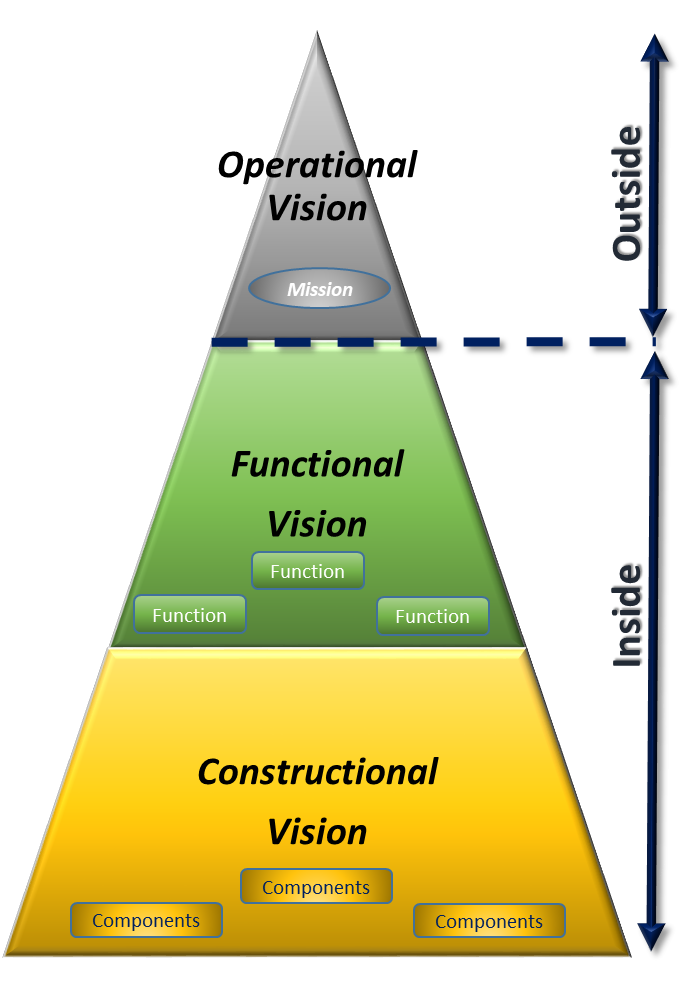 Operational
Vision
Outside
Mission
Functional
Vision
Function
Function
Function
Inside
Constructional
Vision
Components
Components
Components